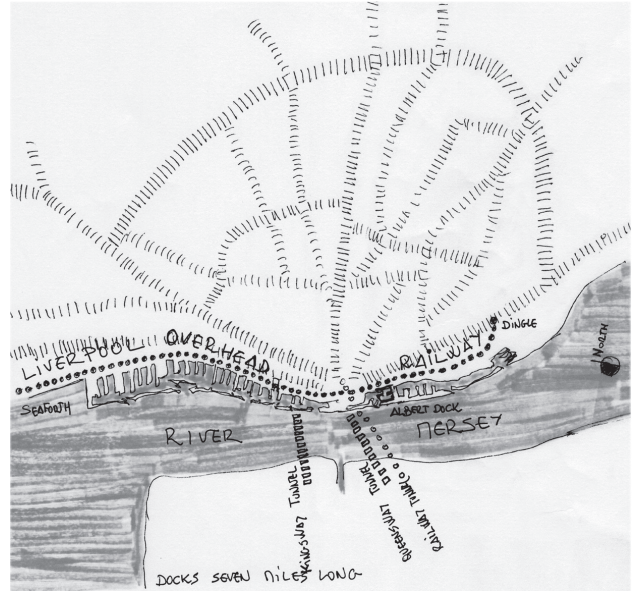 LIVERPOOL OVERHEAD RAILWAY
DINGLE
NORTH
SEAFORTH
ALBERT DOCK
RIVER MERSEY
KINGSWAY TUNNEL
QUEENSWAY TUNNEL
RAILWAY TUNNEL
DOCKS SEVEN MILES LONG